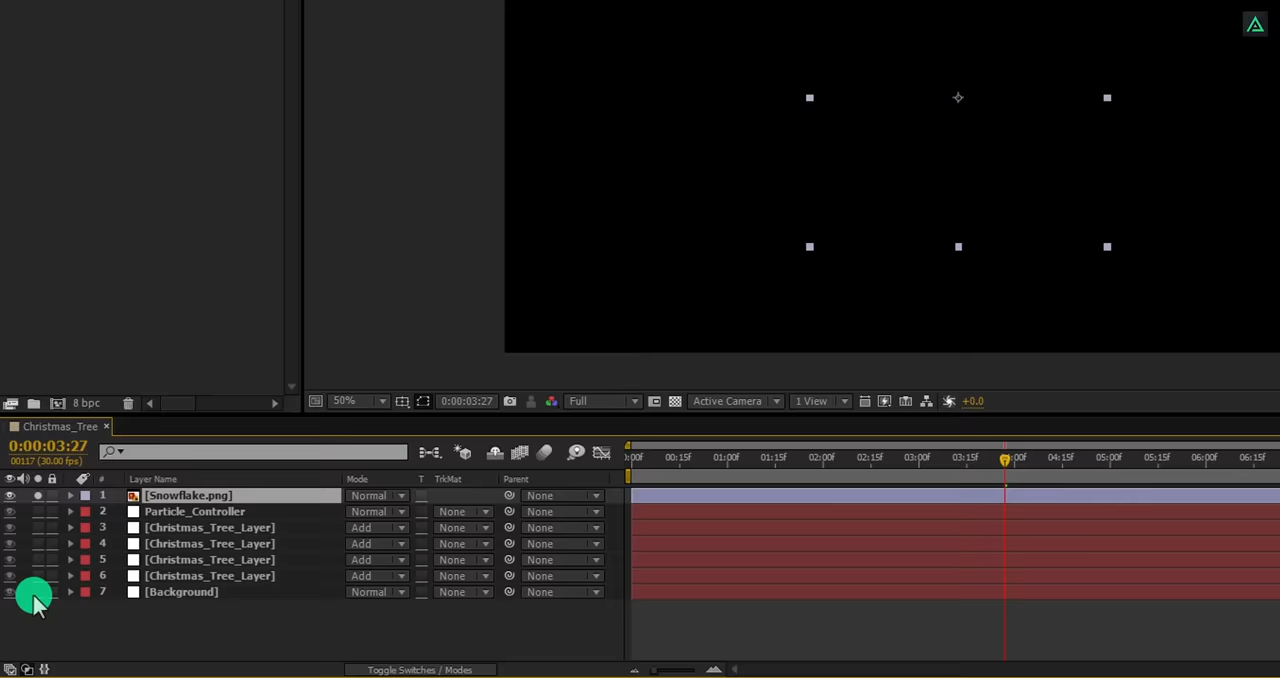 8 bpc
50%
0:00:03:27
Full
Active Camera
1 View
+0.0
Christmas_Tree ×
0:00:03:27
00117 (30.00 fps)
:00f 00:15f 01:00f 01:15f 02:00f 02:15f 03:00f 03:15f :00f 04:15f 05:00f 05:15f 06:00f 06:15f
# Layer Name Mode T TrkMat Parent
1 [Snowflake.png] Normal None
2 Particle_Controller Normal None None
3 [Christmas_Tree_Layer] Add None None
4 [Christmas_Tree_Layer] Add None None
5 [Christmas_Tree_Layer] Add None None
6 [Christmas_Tree_Layer] Add None None
7 [Background] Normal None None
Toggle Switches / Modes